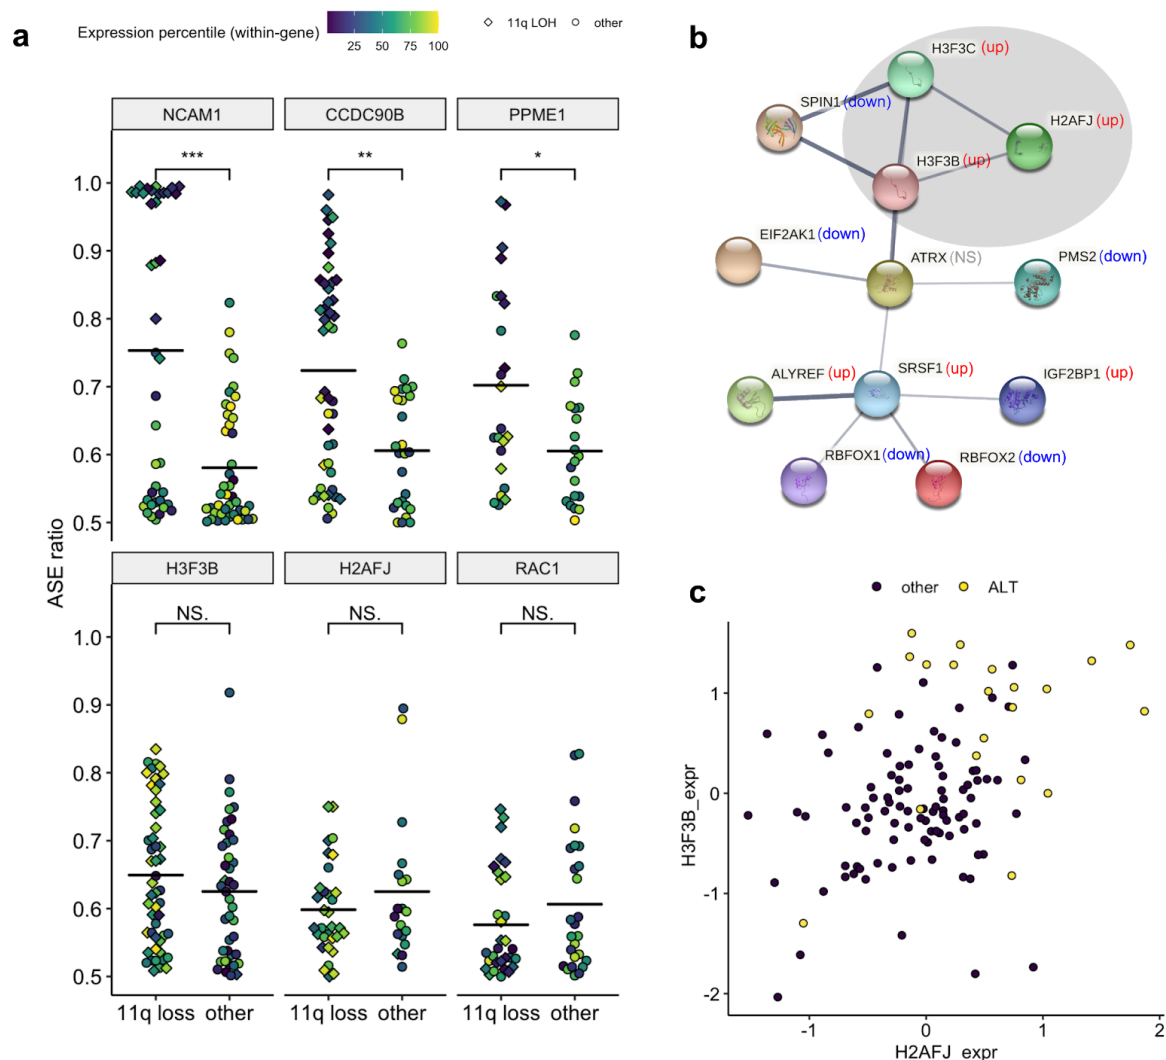 a
Expression percentile (within-gene)
25 50 75 100
11q LOH other
NCAM1 CCDC90B PPME1
*** ** *
1.0
0.9
0.8
0.7
0.6
0.5
ASE ratio
H3F3B H2AFJ RAC1
NS. NS. NS.
1.0
0.9
0.8
0.7
0.6
0.5
11q loss other 11q loss other 11q loss other
b
H3F3C (up)
SPIN1 (down)
H2AFJ (up)
H3F3B (up)
EIF2AK1 (down)
ATRX (NS)
PMS2 (down)
ALYREF (up)
SRSF1 (up)
IGF2BP1 (up)
RBFOX1 (down)
RBFOX2 (down)
c
other ALT
H3F3B_expr
1
0
-1
-2
-1 0 1 2
H2AFJ_expr